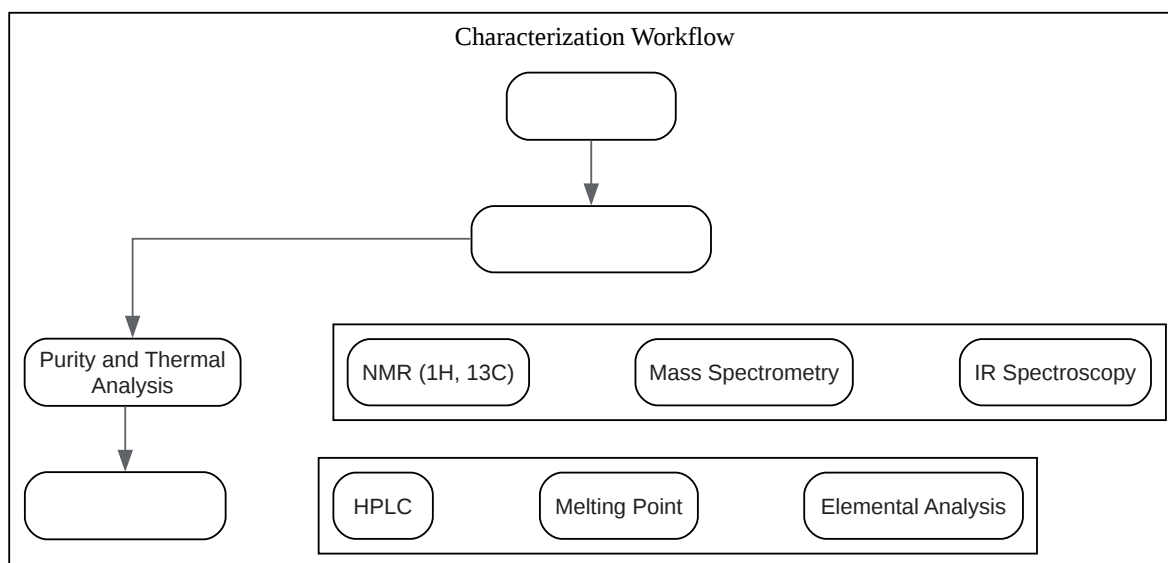 Characterization Workflow
Purity and Thermal
Analysis
NMR (1H, 13C)
Mass Spectrometry
IR Spectroscopy
HPLC
Melting Point
Elemental Analysis